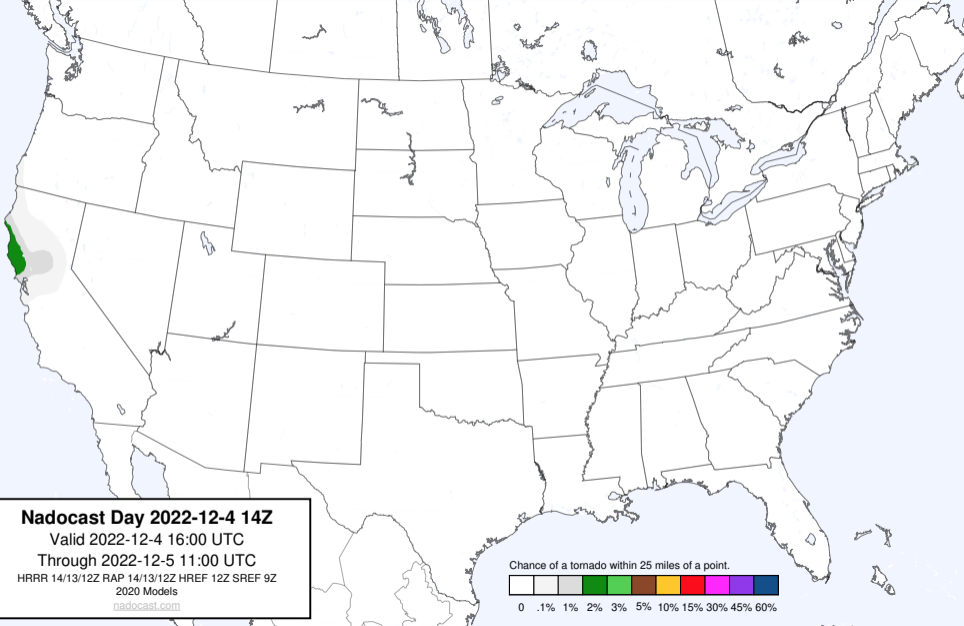 Nadocast Day 2022-12-4 14Z
Valid 2022-12-4 16:00 UTC
Through 2022-12-5 11:00 UTC
HRRR 14/13/12Z RAP 14/13/12Z HREF 12Z SREF 9Z
2020 Models
nadocast.com
Chance of a tornado within 25 miles of a point.
0 .1% 1% 2% 3% 5% 10% 15% 30% 45% 60%